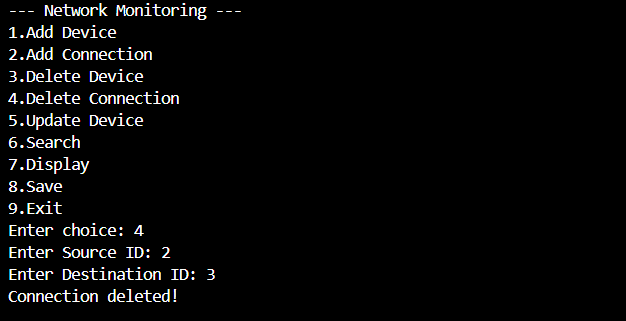 --- Network Monitoring ---
1.Add Device
2.Add Connection
3.Delete Device
4.Delete Connection
5.Update Device
6.Search
7.Display
8.Save
9.Exit
Enter choice: 4
Enter Source ID: 2
Enter Destination ID: 3
Connection deleted!